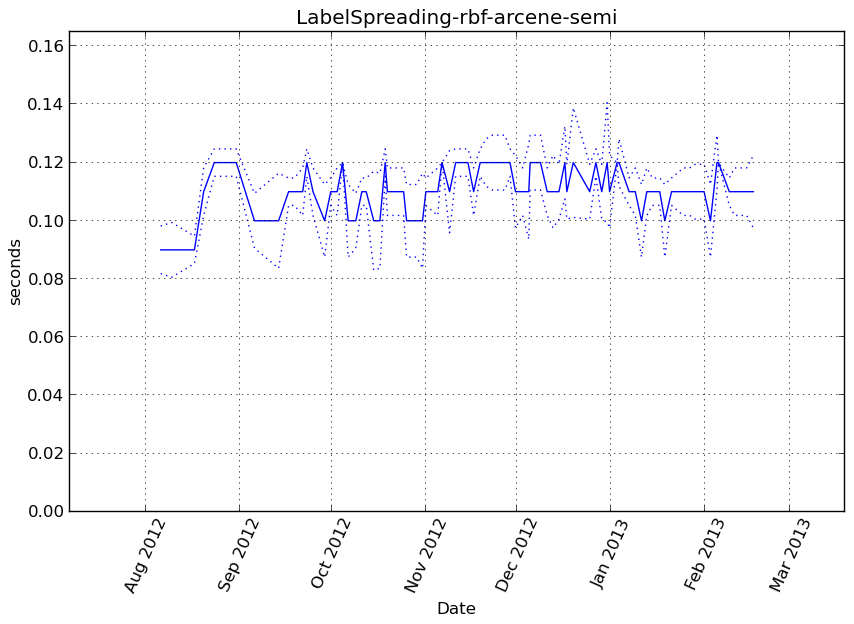 LabelSpreading-rbf-arcene-semi
0.16
0.14
0.12
0.10
0.08
0.06
0.04
0.02
0.00
seconds
Aug 2012
Sep 2012
Oct 2012
Nov 2012
Dec 2012
Jan 2013
Feb 2013
Mar 2013
Date